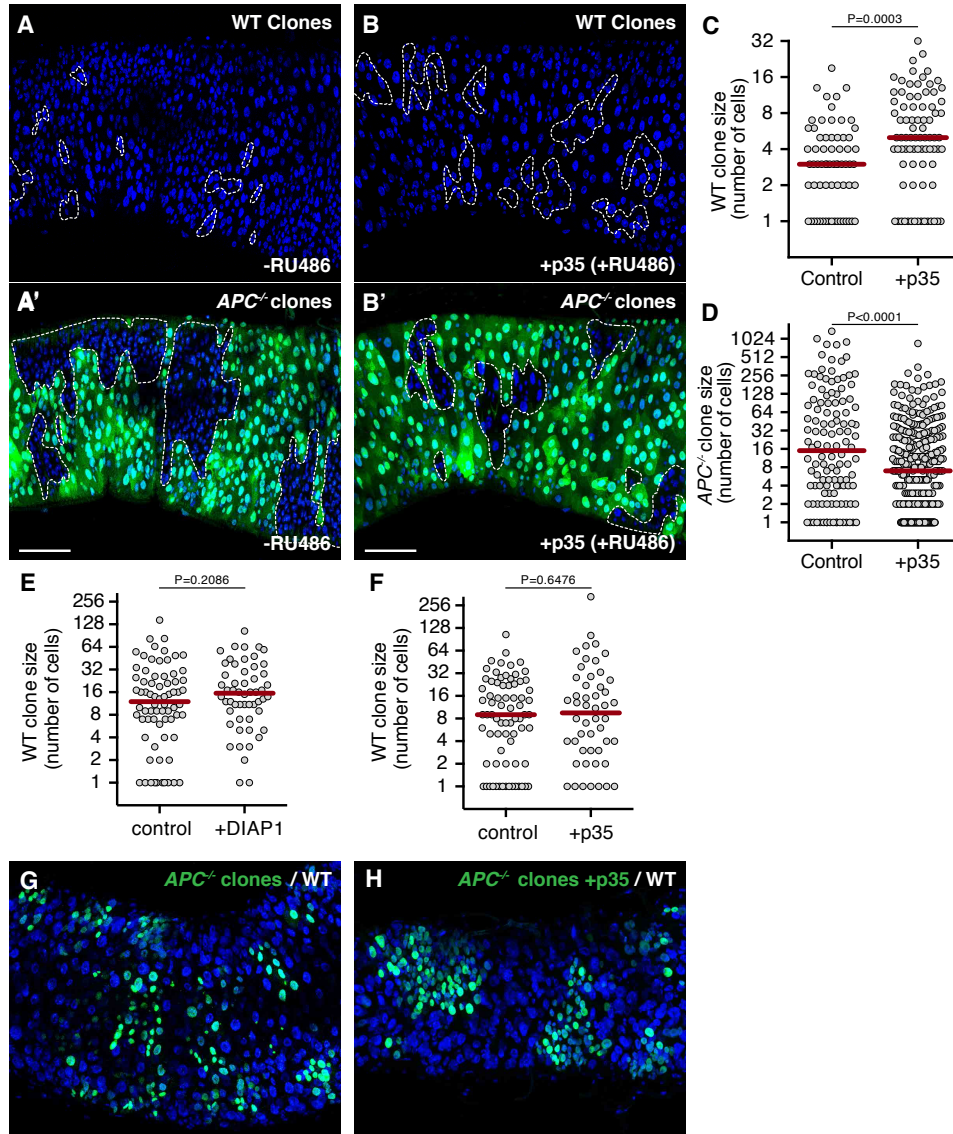 A
WT Clones
-RU486
B
WT Clones
+p35 (+RU486)
C
P=0.0003
WT clone size
(number of cells)
32
16
8
4
2
1
Control
+p35
A'
APC-/- clones
-RU486
B'
APC-/- clones
+p35 (+RU486)
D
P<0.0001
APC-/- clone size
(number of cells)
1024
512
256
128
64
32
16
8
4
2
1
Control
+p35
E
P=0.2086
WT clone size
(number of cells)
256
128
64
32
16
8
4
2
1
control
+DIAP1
F
P=0.6476
WT clone size
(number of cells)
256
128
64
32
16
8
4
2
1
control
+p35
G
APC-/- clones / WT
H
APC-/- clones +p35 / WT